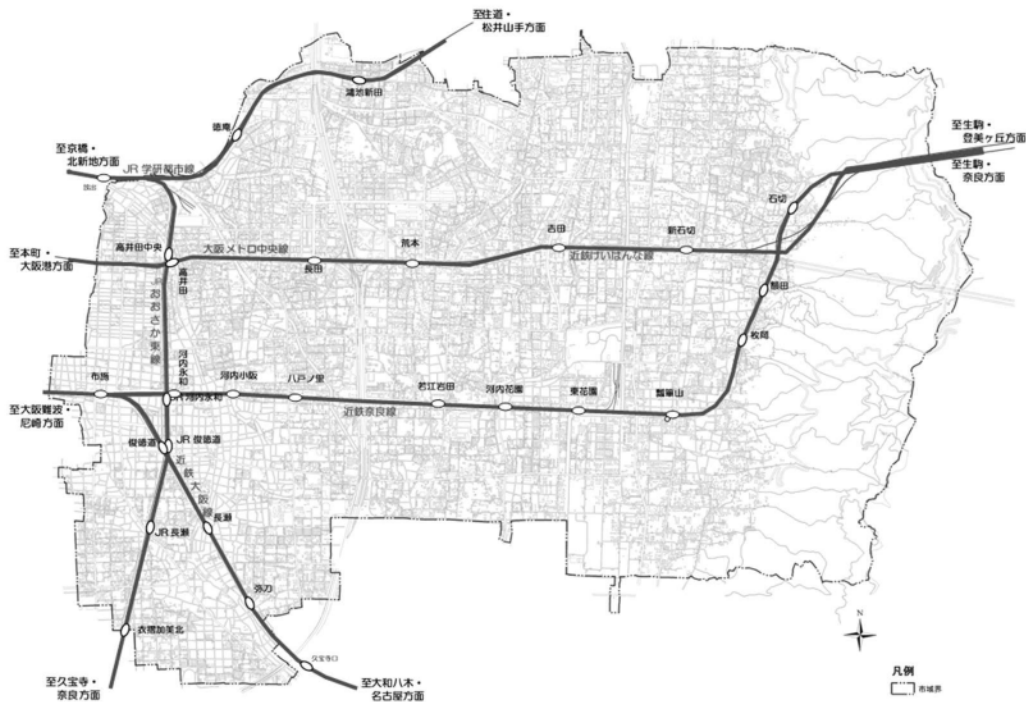 至住道・
松井山手方面
鴻池新田
徳庵
至京橋・
北新地方面
JR 学研都市線
放出
至生駒・
登美ヶ丘方面
至生駒・
奈良方面
石切
高井田中央
大阪メトロ中央線
荒本
吉田
新石切
至本町・
大阪港方面
高井田
長田
近鉄けいはんな線
額田
JRおおさか東線
枚岡
河内永和
布施
河内小阪
八戸ノ里
若江岩田
河内花園
東花園
瓢箪山
JR河内永和
近鉄奈良線
至大阪難波・
尼崎方面
俊徳道
JR 俊徳道
近鉄大阪線
JR 長瀬
長瀬
弥刀
衣摺加美北
久宝寺口
N
至久宝寺・
奈良方面
至大和八木・
名古屋方面
凡例
市域界